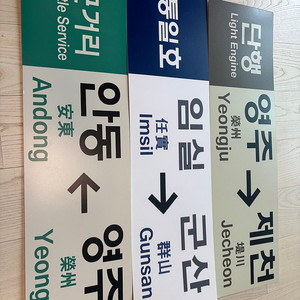 거리
Service
안동 ← 영주
安東 榮州
Andong Yeong
통일호
임실 → 군산
任實 群山
Imsil Gunsan
단행
Light Engine
영주 → 제천
榮州 堤川
Yeongju Jecheon